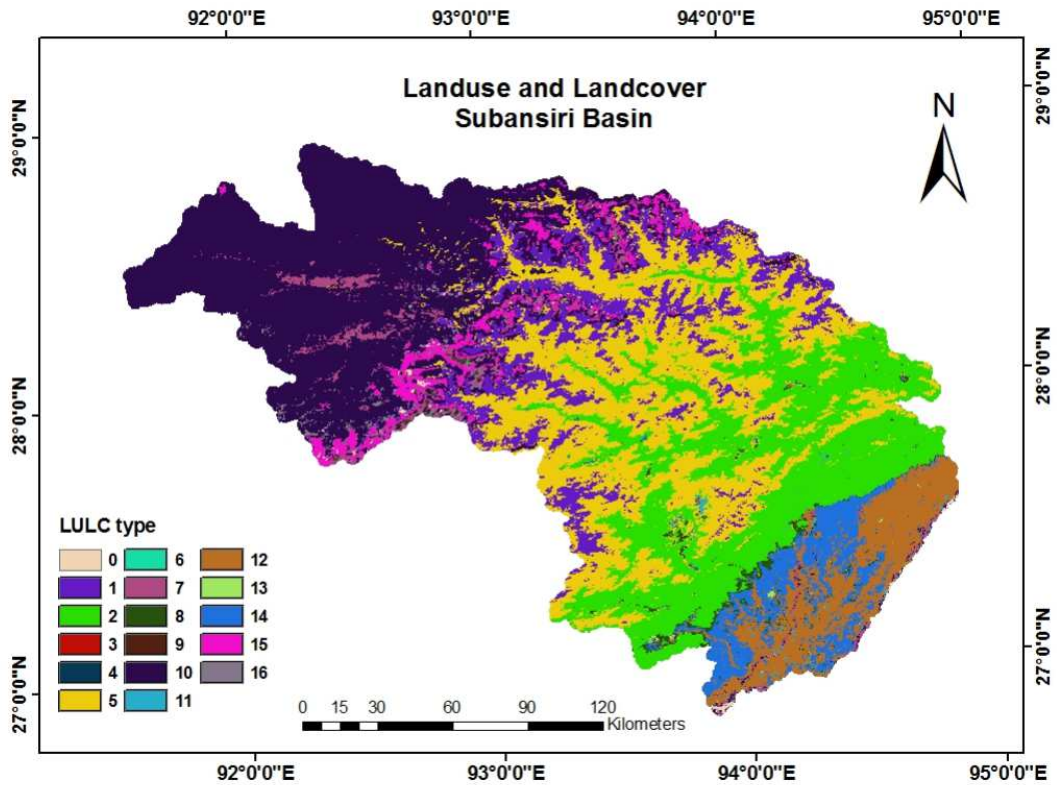 92°0'0"E 93°0'0"E 94°0'0"E 95°0'0"E
Landuse and Landcover
Subansiri Basin
N
29°0'0"N 29°0'0"N
28°0'0"N 28°0'0"N
LULC type
0 6 12
1 7 13
2 8 14
3 9 15
4 10 16
5 11
27°0'0"N 27°0'0"N
0 15 30 60 90 120
Kilometers
92°0'0"E 93°0'0"E 94°0'0"E 95°0'0"E